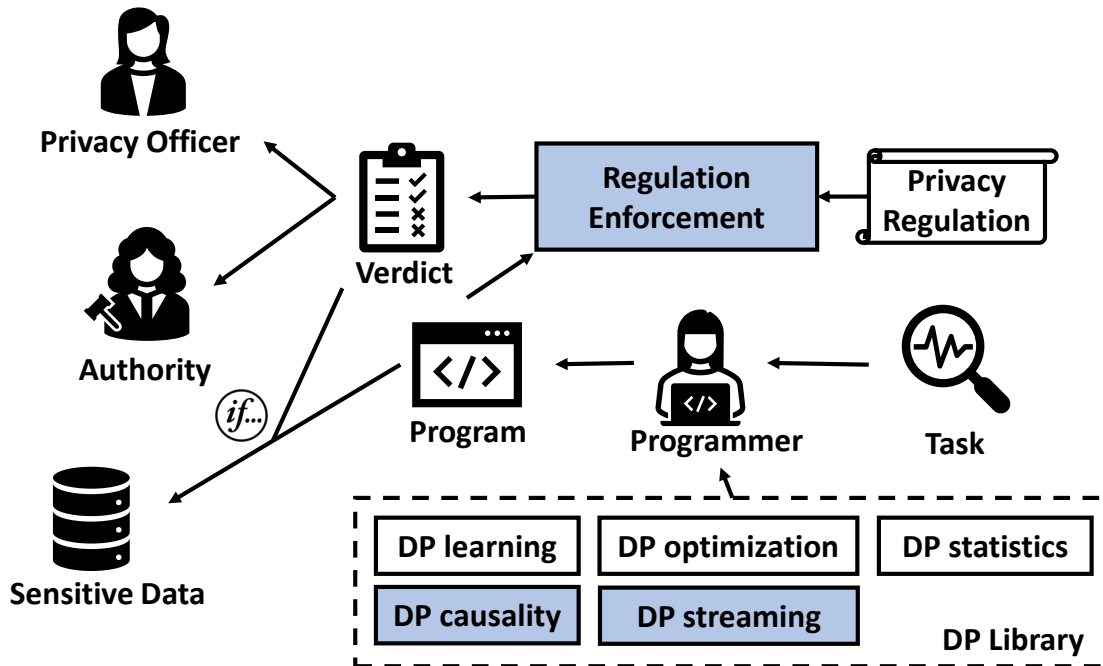 Privacy Officer
Regulation
Enforcement
Privacy
Regulation
Verdict
Authority
if...
</>
Program
</>
Programmer
Task
Sensitive Data
DP learning
DP optimization
DP statistics
DP causality
DP streaming
DP Library